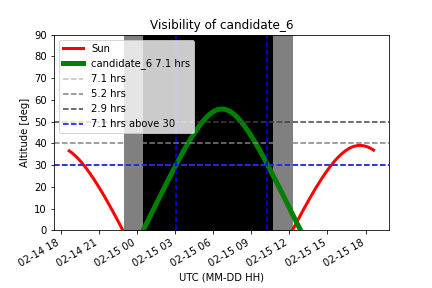 Visibility of candidate_6
Altitude [deg]
90
80
70
60
50
40
30
20
10
0
Sun
candidate_6 7.1 hrs
7.1 hrs
5.2 hrs
2.9 hrs
7.1 hrs above 30
02-14 18
02-14 21
02-15 00
02-15 03
02-15 06
02-15 09
02-15 12
02-15 15
02-15 18
UTC (MM-DD HH)